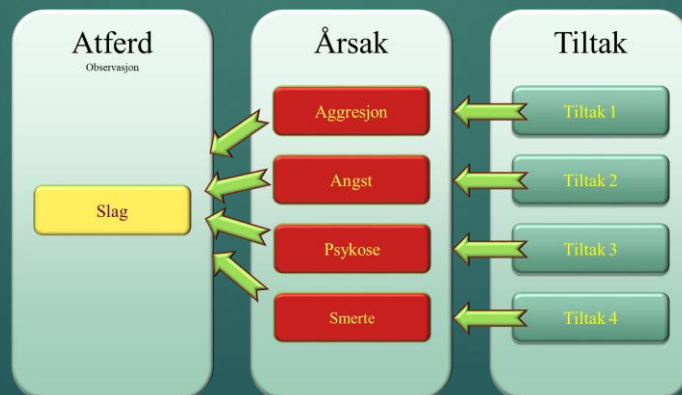 Atferd
Observasjon
Slag
Årsak
Aggresjon
Angst
Psykose
Smerte
Tiltak
Tiltak 1
Tiltak 2
Tiltak 3
Tiltak 4